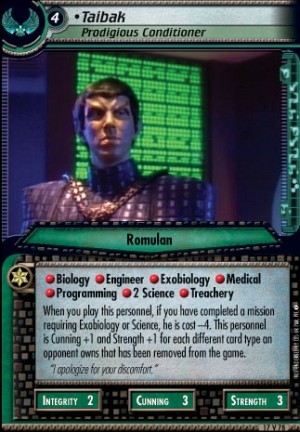 4
•Taibak
Prodigious Conditioner
Romulan
Biology Engineer Exobiology Medical
Programming 2 Science Treachery
When you play this personnel, if you have completed a mission
requiring Exobiology or Science, he is cost -4. This personnel
is Cunning +1 and Strength +1 for each different card type an
opponent owns that has been removed from the game.
"I apologize for your discomfort."
INTEGRITY 2 CUNNING 3 STRENGTH 3